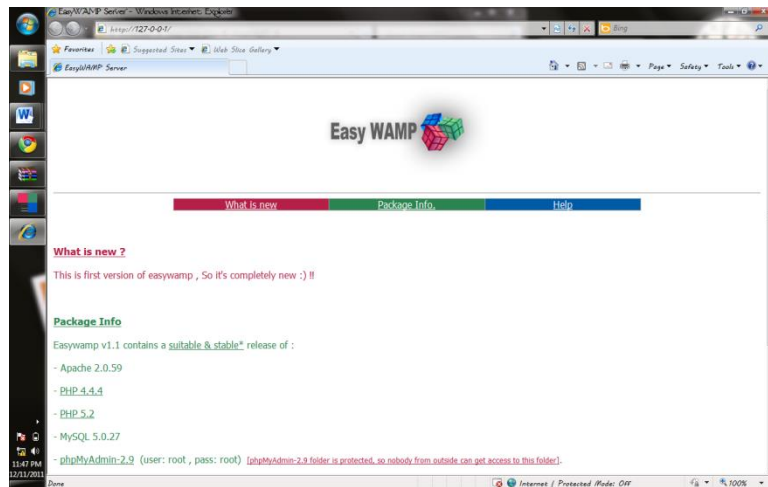 EasyWAMP Server - Windows Internet Explorer
http://127-0-0-1/
Bing
Favorites Suggested Sites Web Slice Gallery
EasyWAMP Server
Page Safety Tools
Easy WAMP
What is new Package Info. Help
What is new ?
This is first version of easywamp , So it's completely new :) !!
Package Info
Easywamp v1.1 contains a suitable & stable* release of :
- Apache 2.0.59
- PHP 4.4.4
- PHP 5.2
- MySQL 5.0.27
- phpMyAdmin-2.9 (user: root , pass: root) [phpMyAdmin-2.9 folder is protected, so nobody from outside can get access to this folder].
11:47 PM
12/11/2011
Done
Internet | Protected Mode: Off
100%